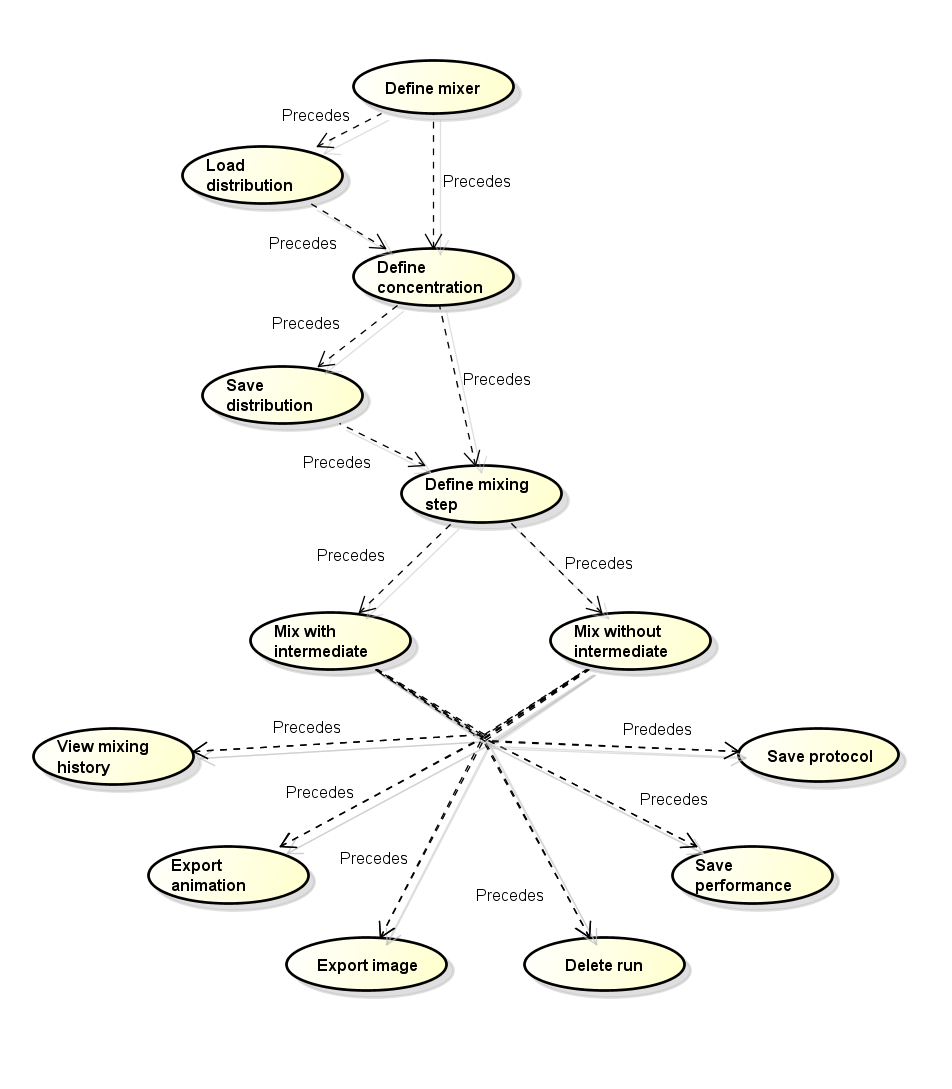 Define mixer
Precedes
Load
distribution
Precedes
Precedes
Define
concentration
Precedes
Precedes
Save
distribution
Precedes
Define mixing
step
Precedes
Precedes
Mix with
intermediate
Mix without
intermediate
Precedes
Prededes
View mixing
history
Save protocol
Precedes
Precedes
Export
animation
Precedes
Save
performance
Precedes
Export image
Delete run